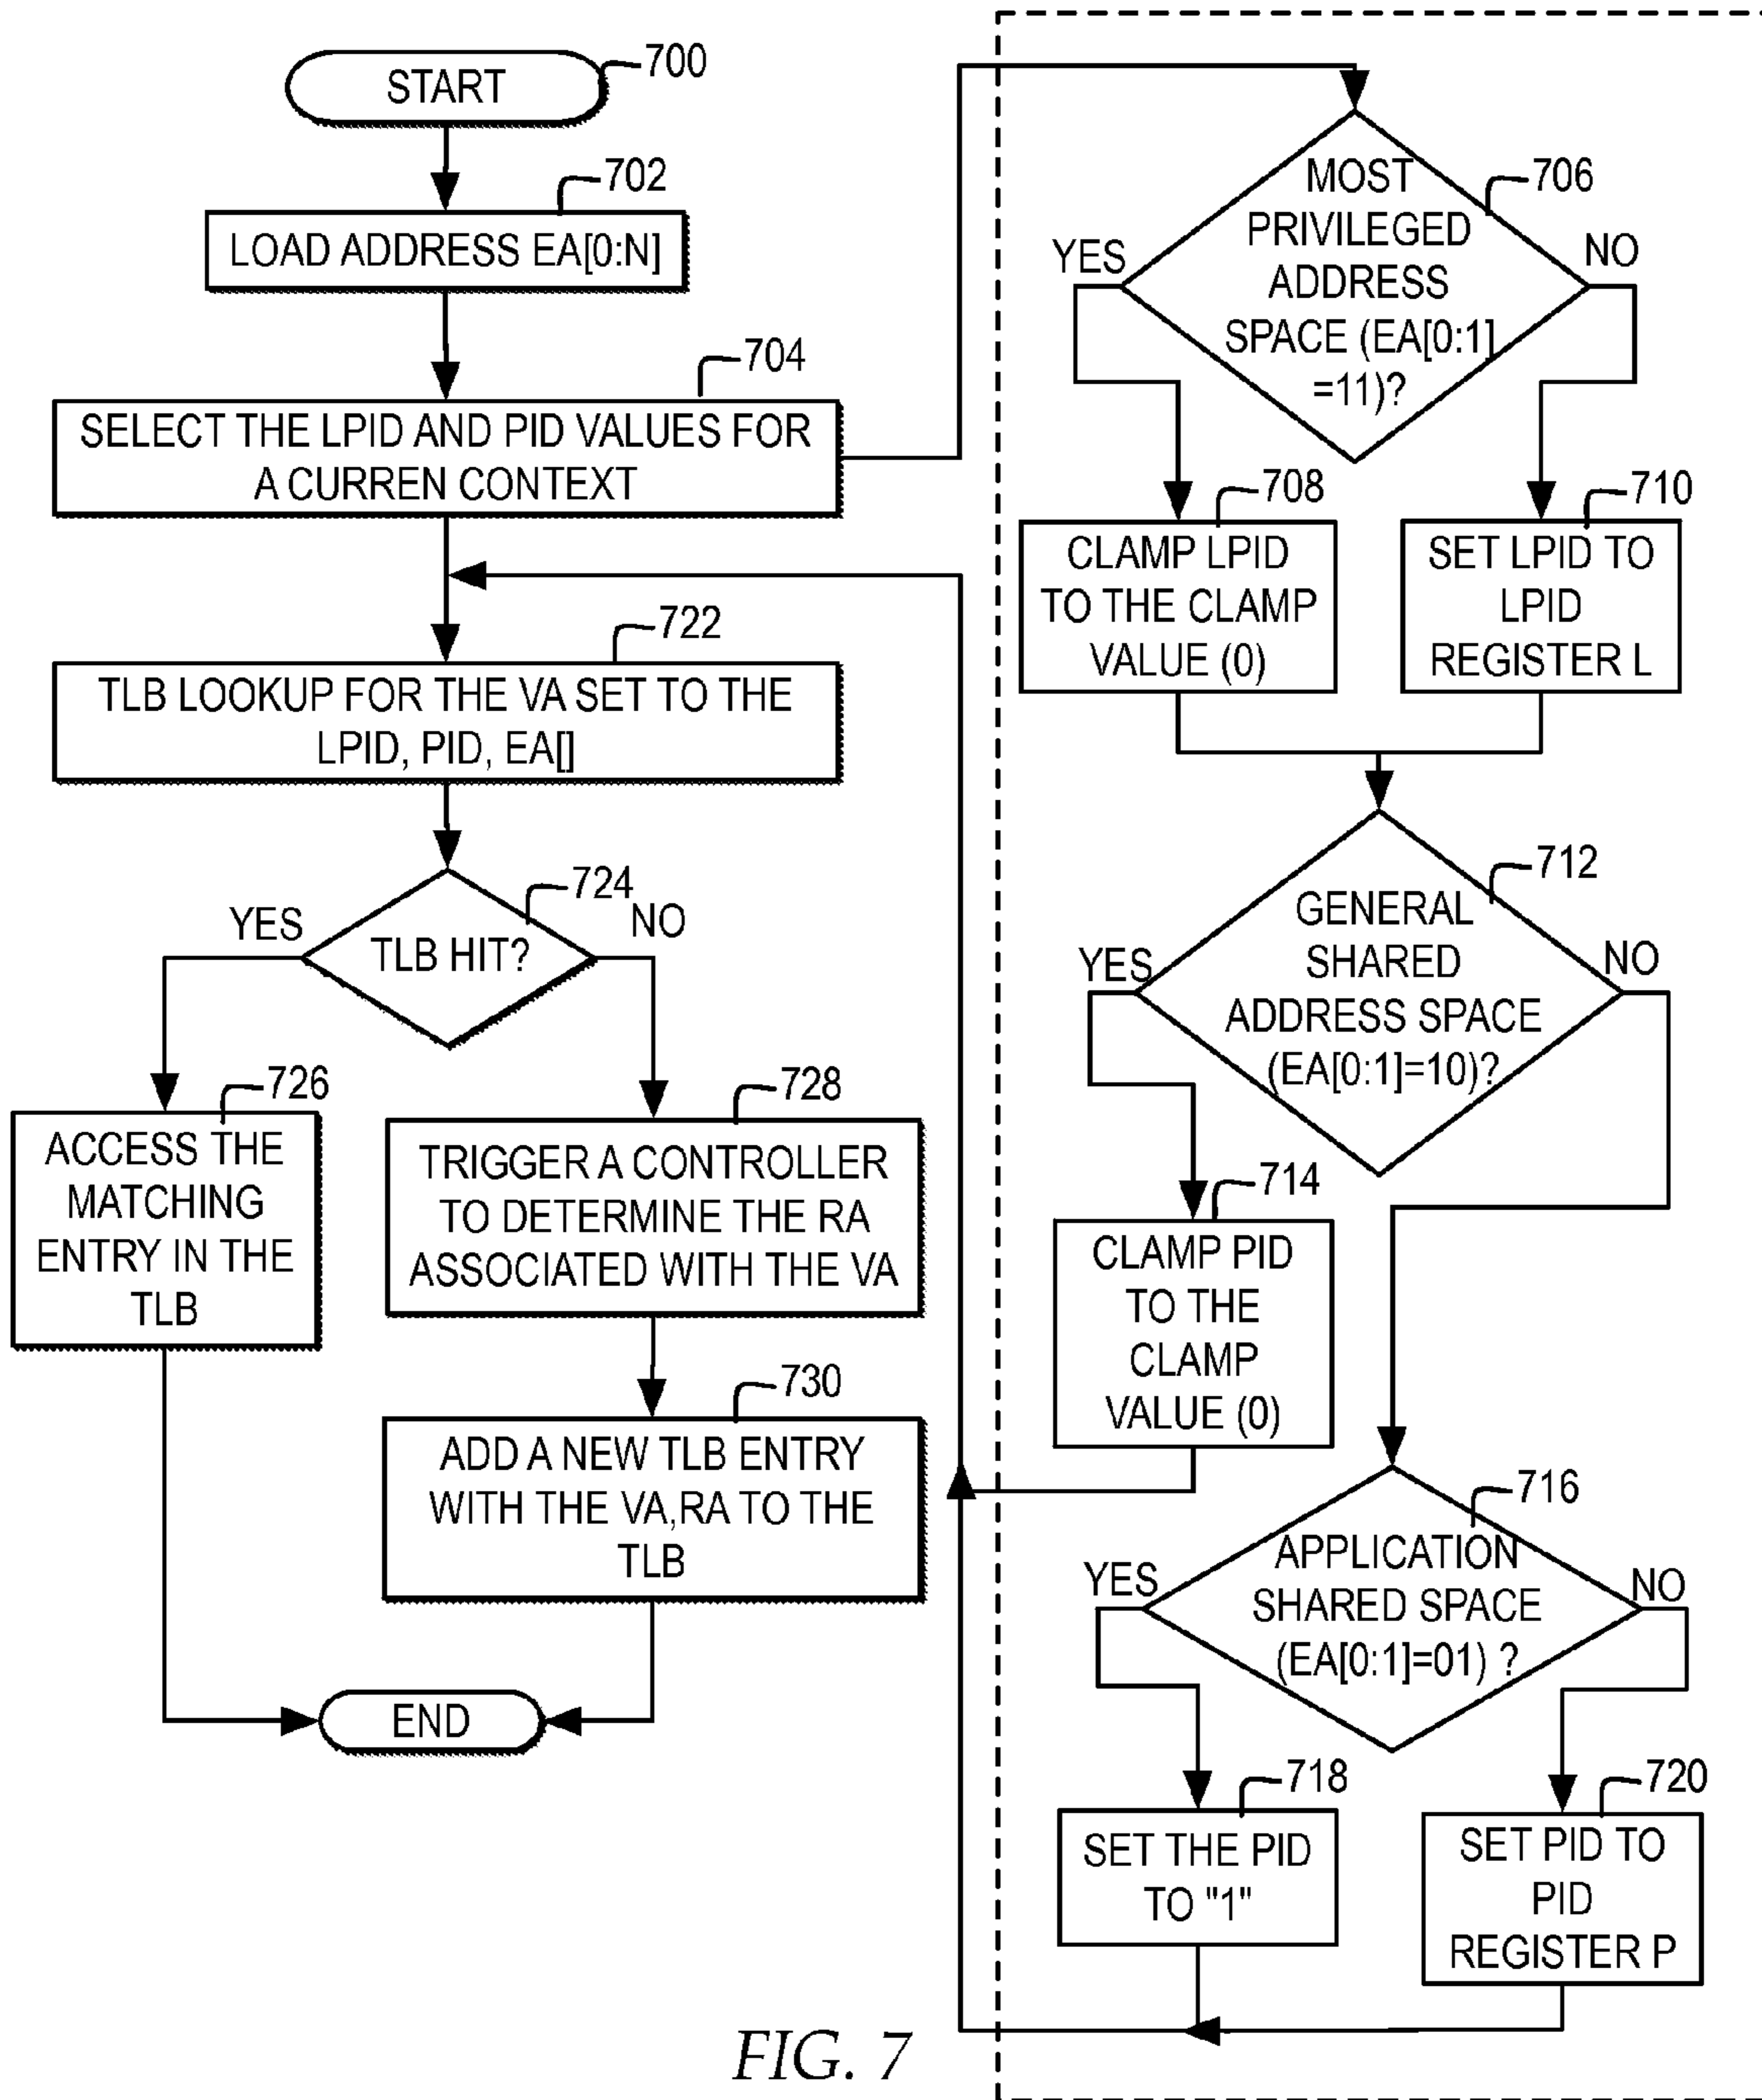 START
700
702
LOAD ADDRESS EA[0:N]
704
SELECT THE LPID AND PID VALUES FOR
A CURREN CONTEXT
722
TLB LOOKUP FOR THE VA SET TO THE
LPID, PID, EA[]
724
YES
NO
TLB HIT?
726
ACCESS THE
MATCHING
ENTRY IN THE
TLB
728
TRIGGER A CONTROLLER
TO DETERMINE THE RA
ASSOCIATED WITH THE VA
730
ADD A NEW TLB ENTRY
WITH THE VA,RA TO THE
TLB
END
706
MOST
PRIVILEGED
ADDRESS
SPACE (EA[0:1]
=11)?
YES
NO
708
CLAMP LPID
TO THE CLAMP
VALUE (0)
710
SET LPID TO
LPID
REGISTER L
712
GENERAL
SHARED
ADDRESS SPACE
(EA[0:1]=10)?
YES
NO
714
CLAMP PID
TO THE
CLAMP
VALUE (0)
716
APPLICATION
SHARED SPACE
(EA[0:1]=01) ?
YES
NO
718
SET THE PID
TO "1"
720
SET PID TO
PID
REGISTER P
FIG. 7